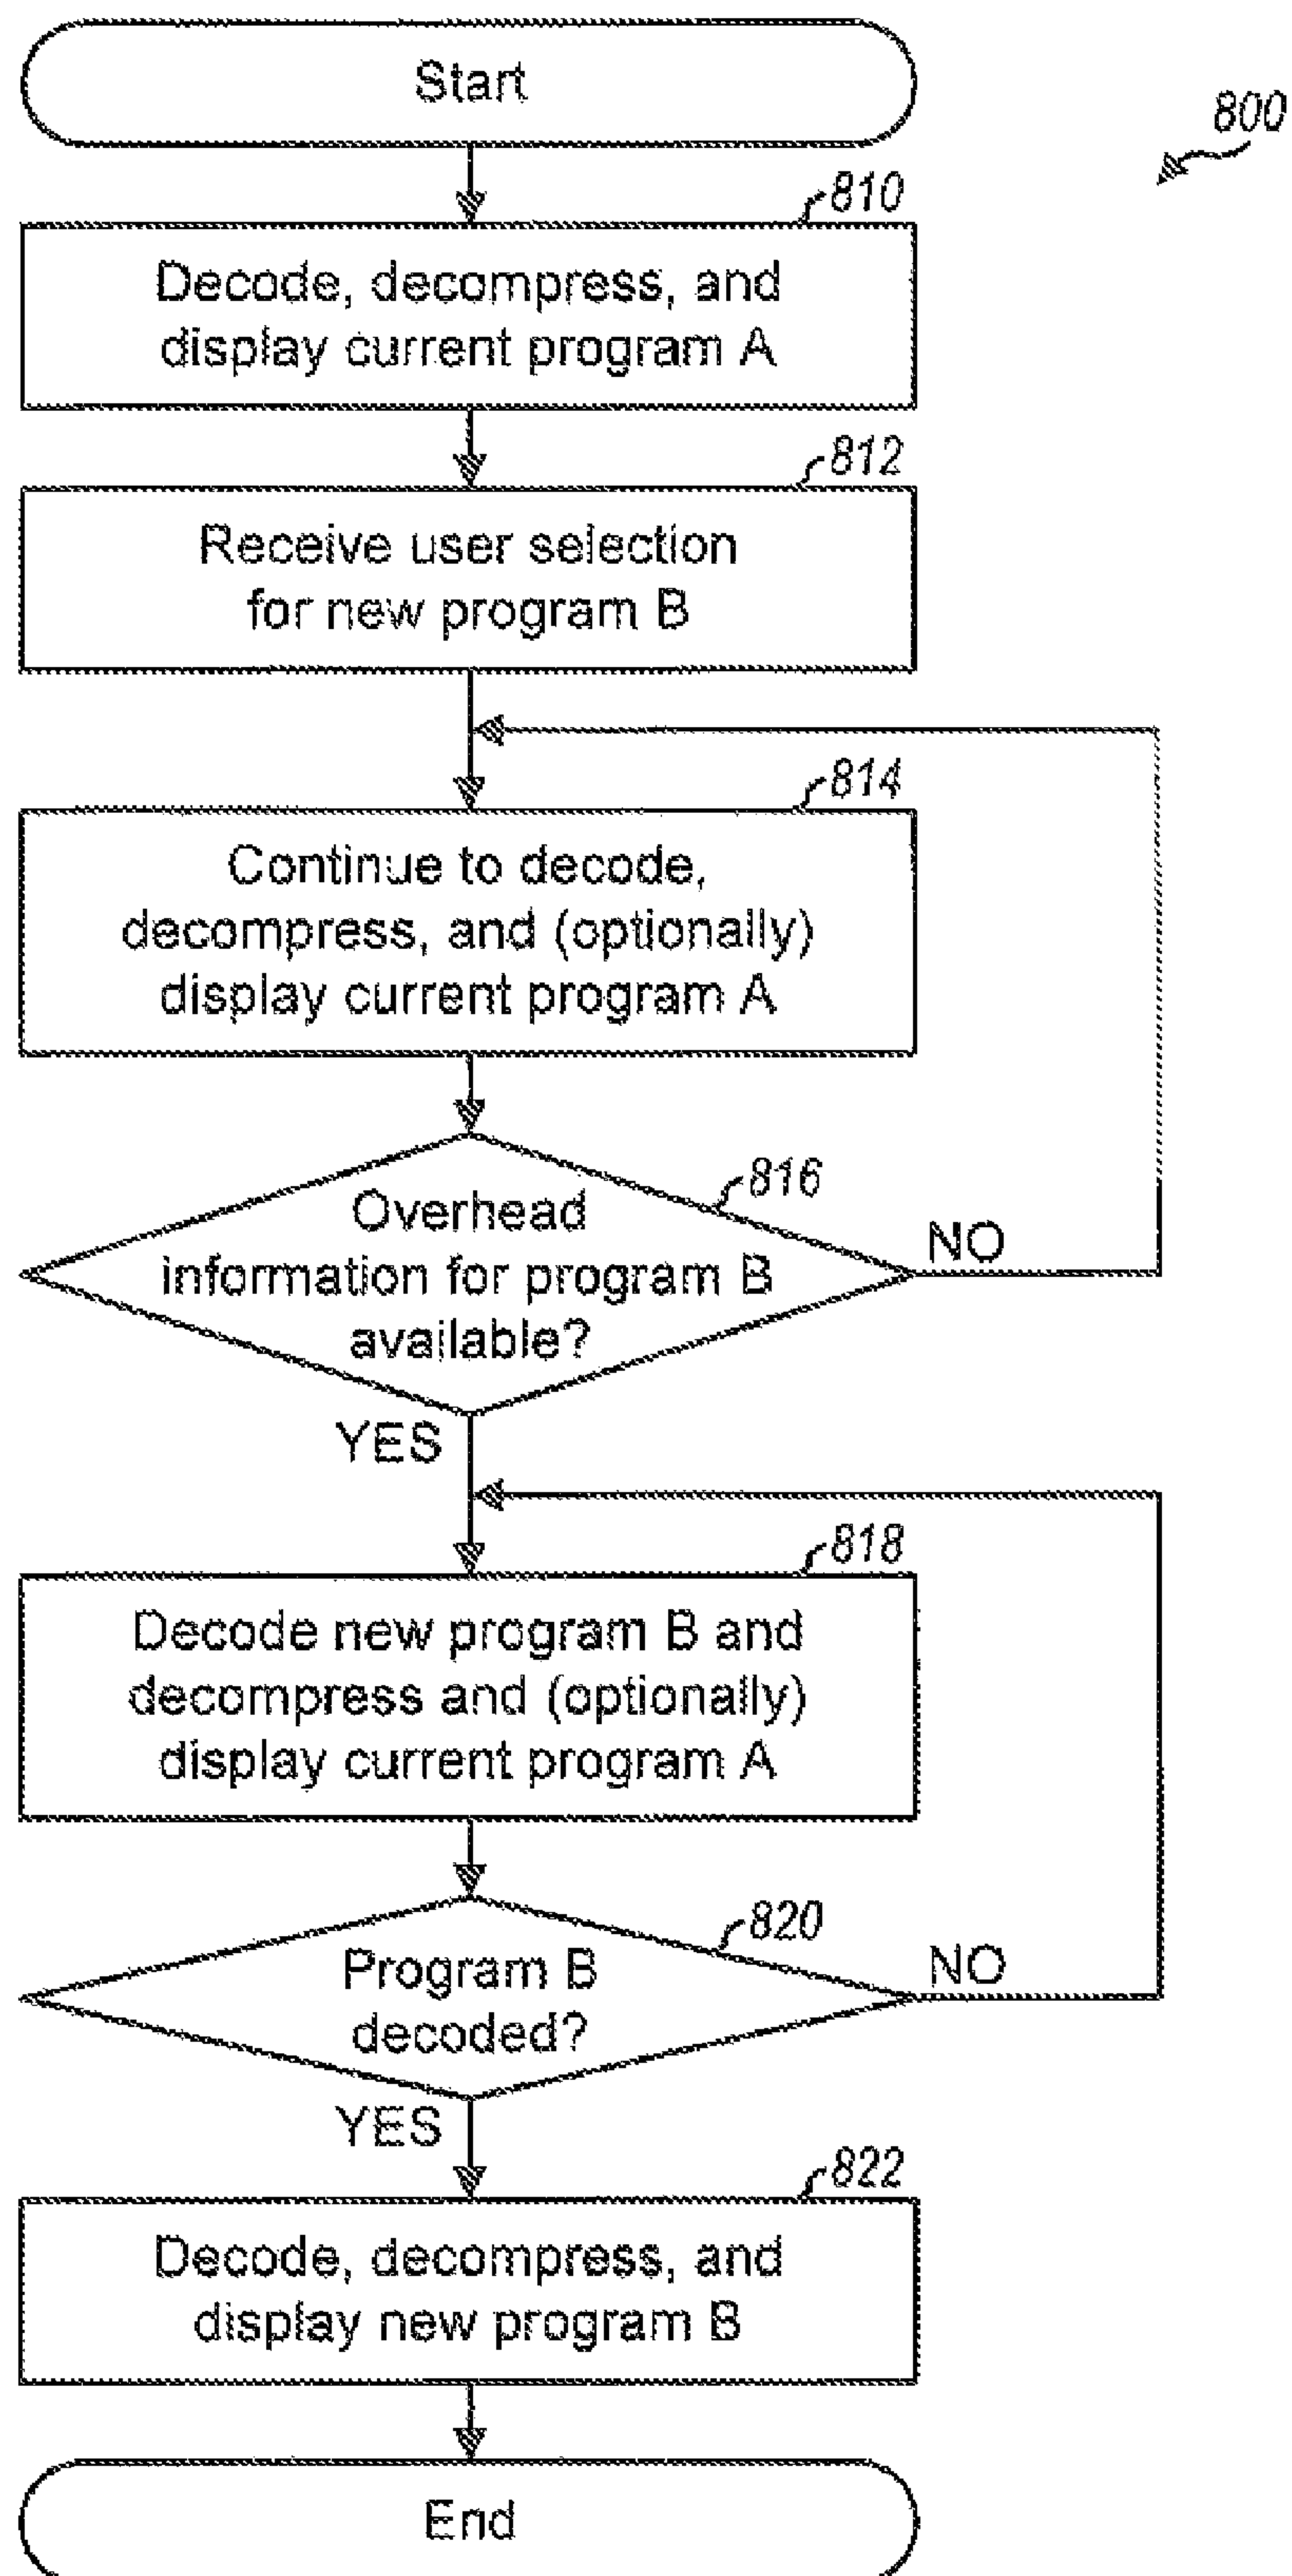 Start
800
810
Decode, decompress, and
display current program A
812
Receive user selection
for new program B
814
Continue to decode,
decompress, and (optionally)
display current program A
816
Overhead
information for program B
available?
NO
YES
818
Decode new program B and
decompress and (optionally)
display current program A
820
Program B
decoded?
NO
YES
822
Decode, decompress, and
display new program B
End